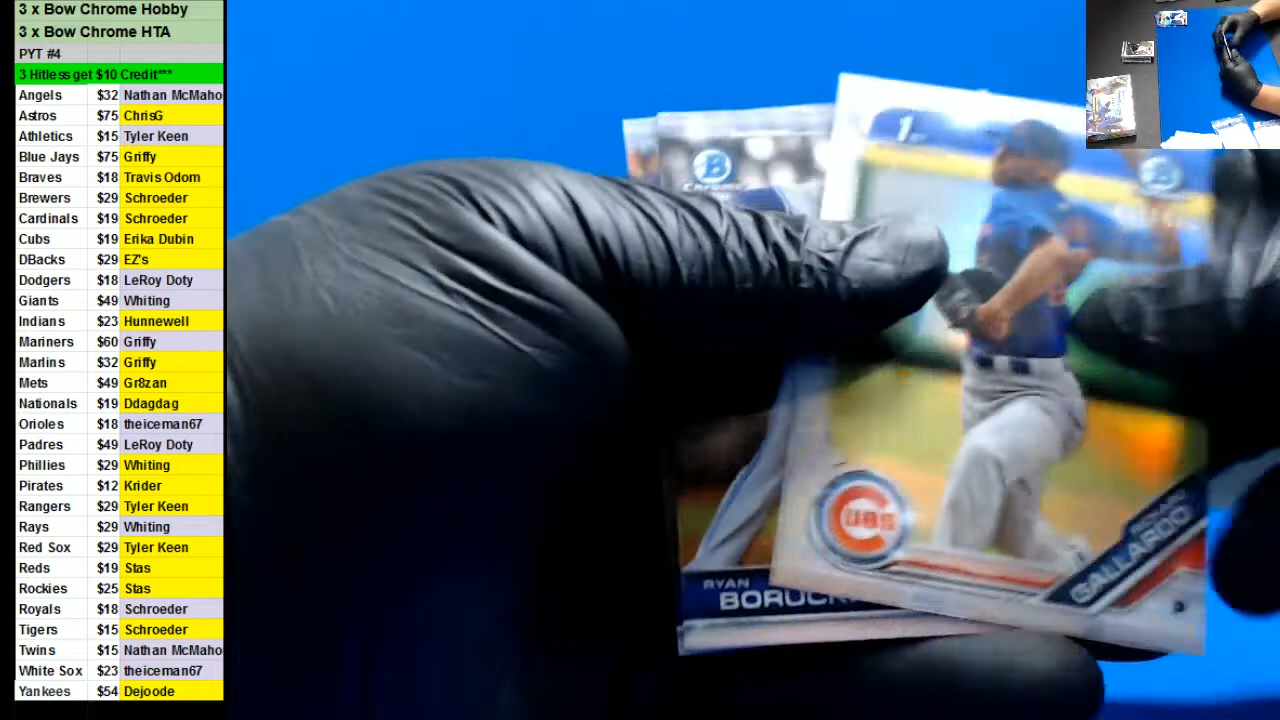 3 x Bow Chrome Hobby
3 x Bow Chrome HTA
PYT #4
3 Hitless get $10 Credit***
Angels $32 Nathan McMaho
Astros $75 ChrisG
Athletics $15 Tyler Keen
Blue Jays $75 Griffy
Braves $18 Travis Odom
Brewers $29 Schroeder
Cardinals $19 Schroeder
Cubs $19 Erika Dubin
DBacks $29 EZ's
Dodgers $18 LeRoy Doty
Giants $49 Whiting
Indians $23 Hunnewell
Mariners $60 Griffy
Marlins $32 Griffy
Mets $49 Gr8zan
Nationals $19 Ddagdag
Orioles $18 theiceman67
Padres $49 LeRoy Doty
Phillies $29 Whiting
Pirates $12 Krider
Rangers $29 Tyler Keen
Rays $29 Whiting
Red Sox $29 Tyler Keen
Reds $19 Stas
Rockies $25 Stas
Royals $18 Schroeder
Tigers $15 Schroeder
Twins $15 Nathan McMaho
White Sox $23 theiceman67
Yankees $54 Dejoode
1st
B
CHROME
CUBS
GALLARDO
P
RYAN
BORUCK